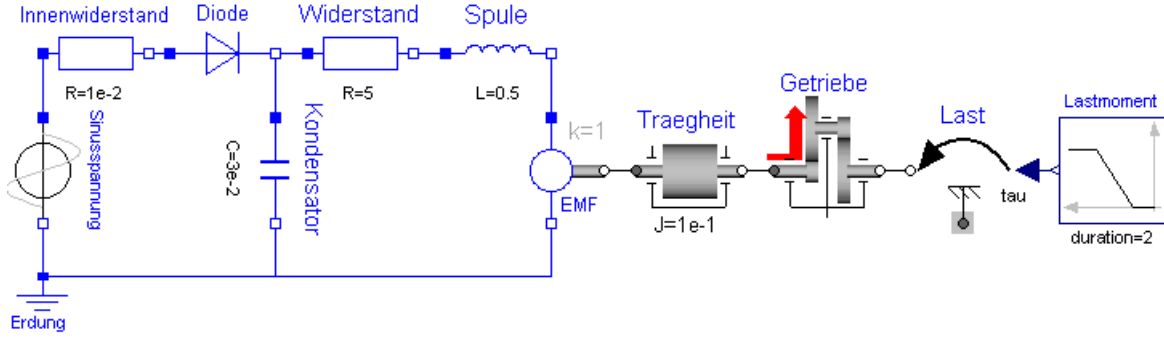 Innenwiderstand
Diode
Widerstand
Spule
R=1e-2
R=5
L=0.5
Sinusspannung
C=3e-2
Kondensator
k=1
EMF
Erdung
Traegheit
J=1e-1
Getriebe
Last
tau
Lastmoment
duration=2